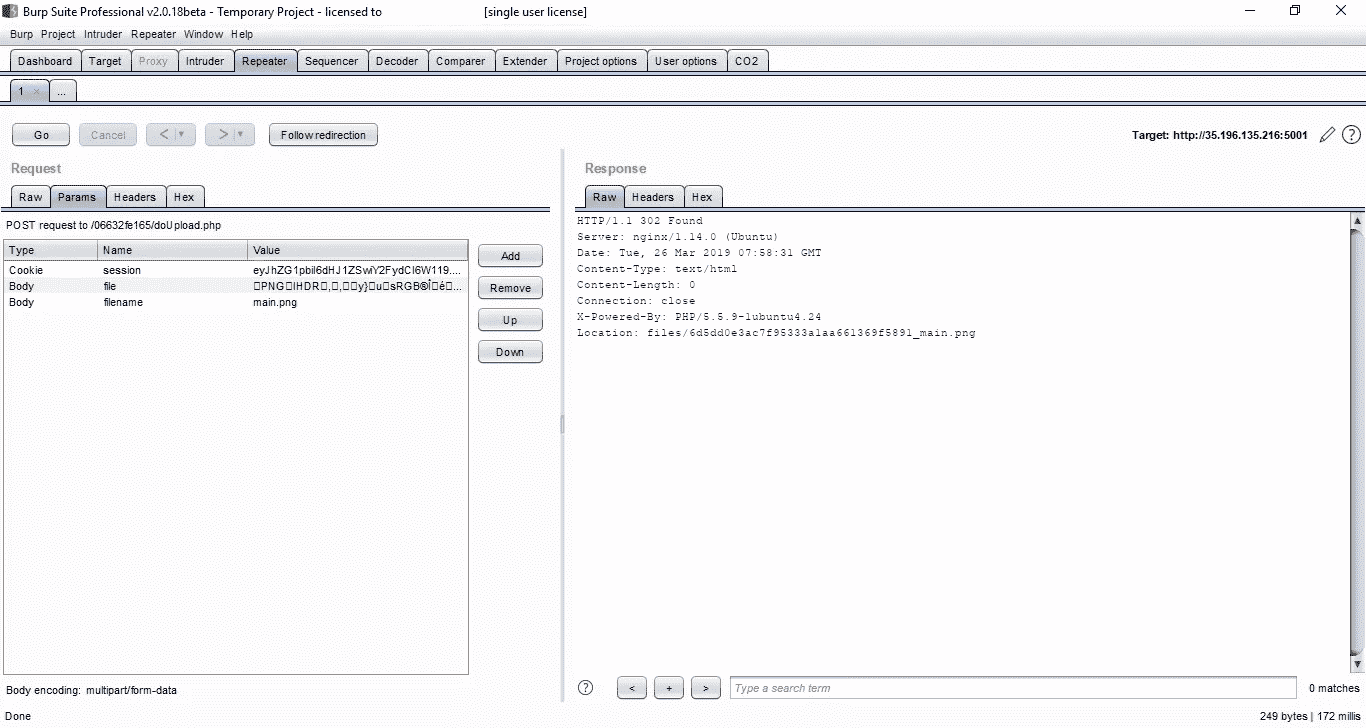 Burp Suite Professional v2.0.18beta - Temporary Project - licensed to [single user license]
Burp Project Intruder Repeater Window Help
Dashboard Target Proxy Intruder Repeater Sequencer Decoder Comparer Extender Project options User options CO2
1 × ...
Go Cancel < ▼ > ▼ Follow redirection Target: http://35.196.135.216:5001 ?
Request
Raw Params Headers Hex
POST request to /06632fe165/doUpload.php
Type Name Value
Cookie session
Body file
Body filename main.png
Add
Remove
Up
Down
Body encoding: multipart/form-data
Response
Raw Headers Hex
HTTP/1.1 302 Found
Server: nginx/1.14.0 (Ubuntu)
Date: Tue, 26 Mar 2019 07:58:31 GMT
Content-Type: text/html
Content-Length: 0
Connection: close
X-Powered-By: PHP/5.5.9-1ubuntu4.24
Location: files/6d5dd0e3ac7f95333a1aa661369f5891_main.png
? < + > Type a search term 0 matches
Done 249 bytes | 172 millis